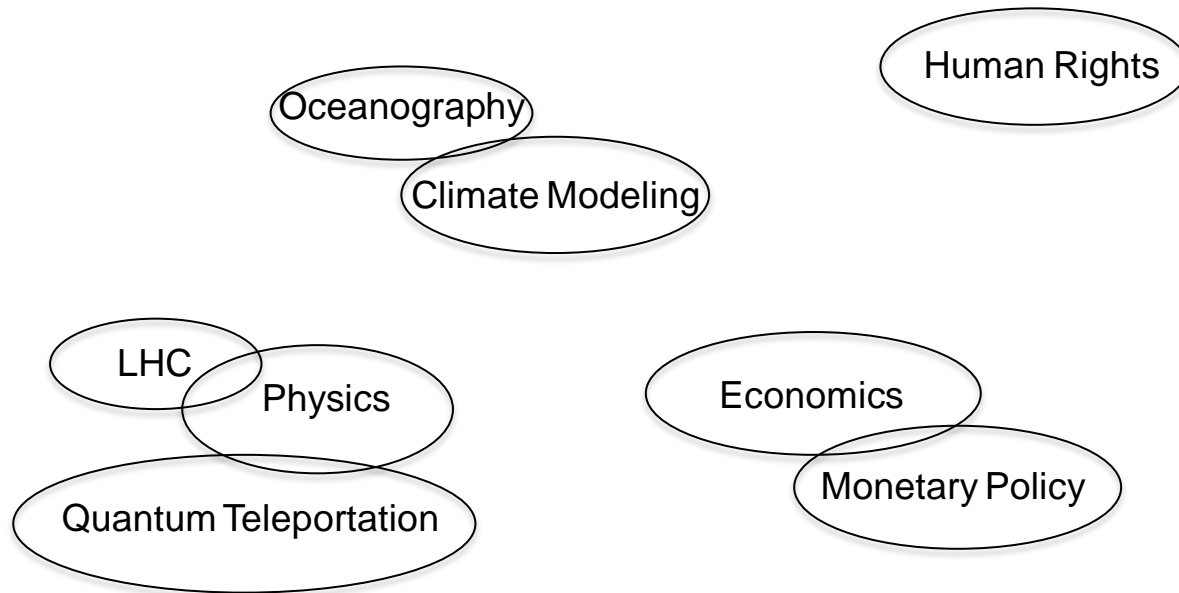 Human Rights
Oceanography
Climate Modeling
LHC
Physics
Economics
Monetary Policy
Quantum Teleportation